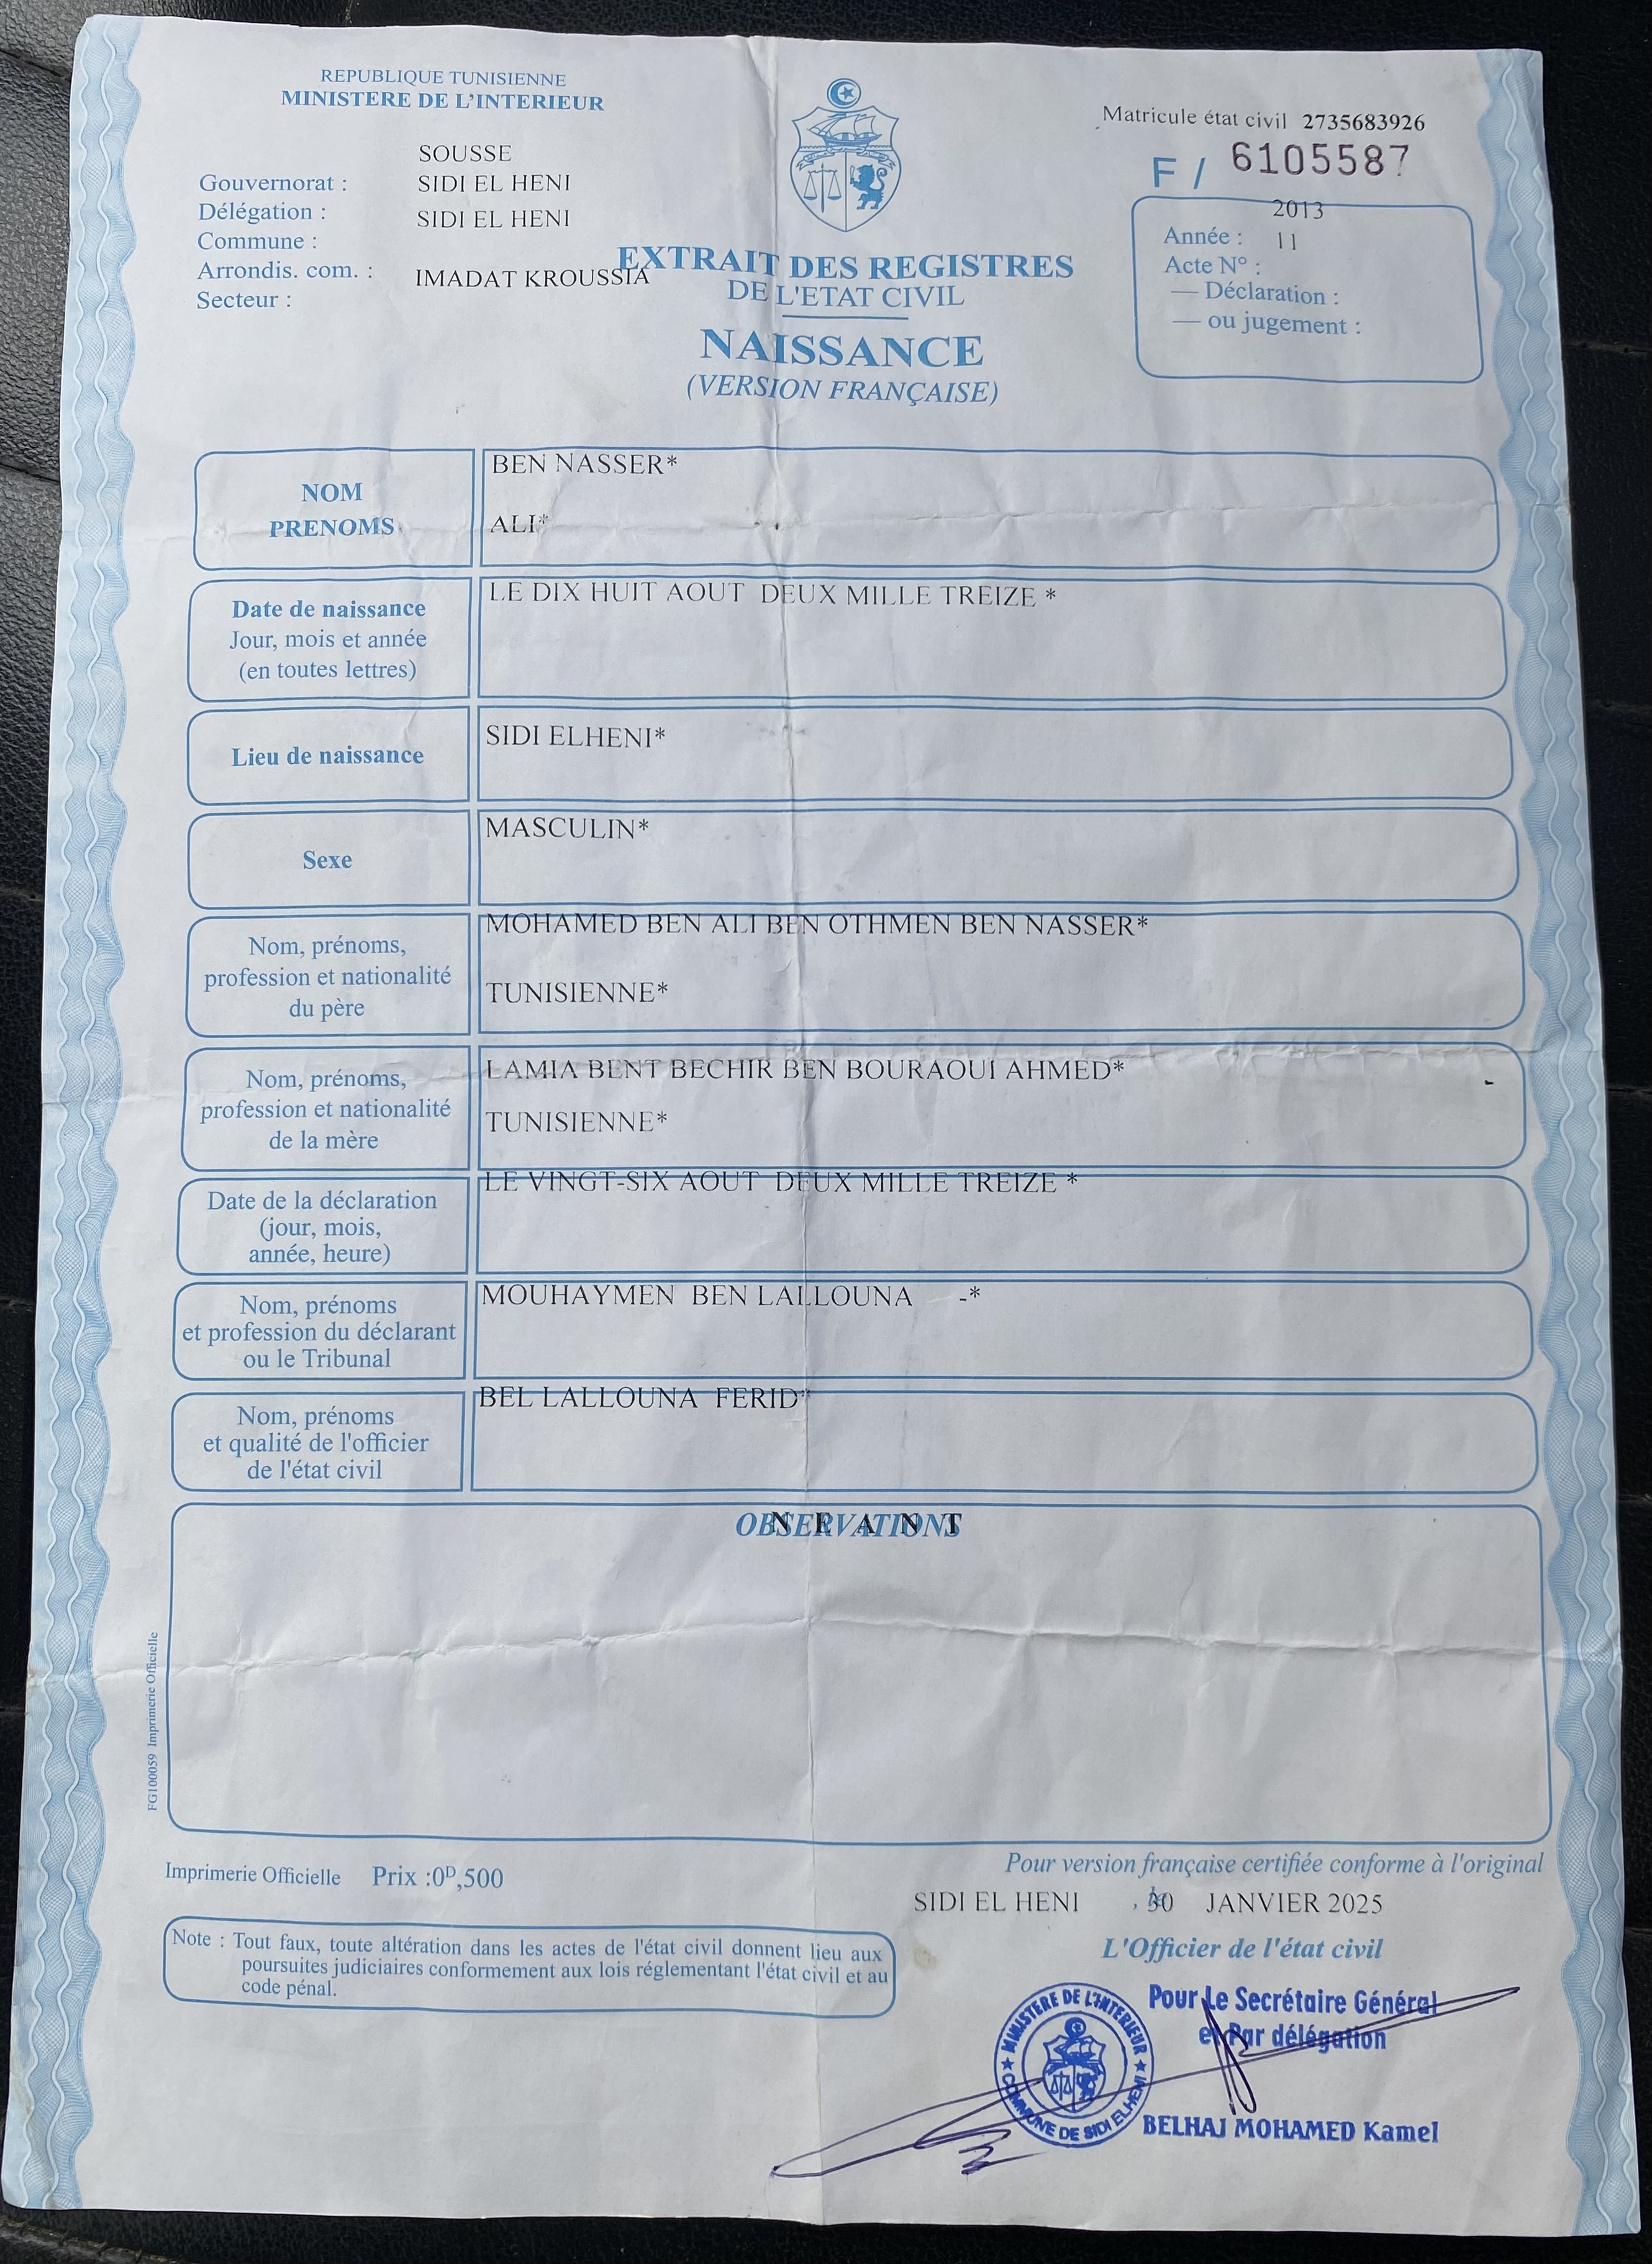 REPUBLIQUE TUNISIENNE
MINISTERE DE L'INTERIEUR
SOUSSE
Gouvernorat : SIDI EL HENI
Délégation : SIDI EL HENI
Commune :
Arrondis. com. : IMADAT KROUSSIA
Secteur :
Matricule état civil 2735683926
F / 6105587
2013
Année : 11
Acte N° :
— Déclaration :
— ou jugement :
EXTRAIT DES REGISTRES
DE L'ETAT CIVIL
NAISSANCE
(VERSION FRANÇAISE)
NOM
PRENOMS
BEN NASSER*
ALI*
Date de naissance
Jour, mois et année
(en toutes lettres)
LE DIX HUIT AOUT DEUX MILLE TREIZE *
Lieu de naissance
SIDI ELHENI*
Sexe
MASCULIN*
Nom, prénoms,
profession et nationalité
du père
MOHAMED BEN ALI BEN OTHMEN BEN NASSER*
TUNISIENNE*
Nom, prénoms,
profession et nationalité
de la mère
LAMIA BENT BECHIR BEN BOURAOUI AHMED*
TUNISIENNE*
Date de la déclaration
(jour, mois,
année, heure)
LE VINGT-SIX AOUT DEUX MILLE TREIZE *
Nom, prénoms
et profession du déclarant
ou le Tribunal
MOUHAYMEN BEN LALLOUNA -*
Nom, prénoms
et qualité de l'officier
de l'état civil
BEL LALLOUNA FERID*
OBSERVATIONS
N E A N T
FG100059 Imprimerie Officielle
Imprimerie Officielle Prix :0ᴰ,500
Note : Tout faux, toute altération dans les actes de l'état civil donnent lieu aux
poursuites judiciaires conformement aux lois réglementant l'état civil et au
code pénal.
Pour version française certifiée conforme à l'original
SIDI EL HENI , le 30 JANVIER 2025
L'Officier de l'état civil
Pour Le Secrétaire Général
et Par délégation
BELHAJ MOHAMED Kamel
MINISTERE DE L'INTERIEUR
COMMUNE DE SIDI ELHENI